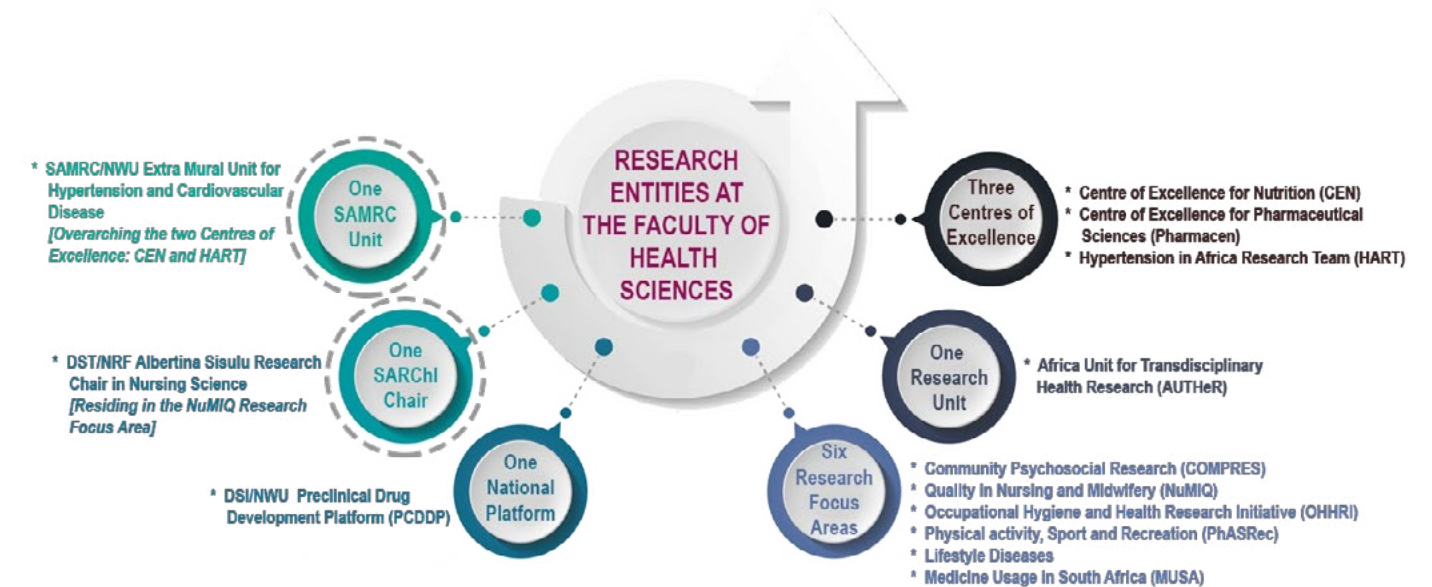 RESEARCH
ENTITIES AT
THE FACULTY OF
HEALTH
SCIENCES
One
SAMRC
Unit
* SAMRC/NWU Extra Mural Unit for
Hypertension and Cardiovascular
Disease
[Overarching the two Centres of
Excellence: CEN and HART]
One
SARChI
Chair
* DST/NRF Albertina Sisulu Research
Chair in Nursing Science
[Residing in the NuMIQ Research
Focus Area]
One
National
Platform
* DSI/NWU Preclinical Drug
Development Platform (PCDDP)
Three
Centres of
Excellence
* Centre of Excellence for Nutrition (CEN)
* Centre of Excellence for Pharmaceutical
Sciences (Pharmacen)
* Hypertension in Africa Research Team (HART)
One
Research
Unit
* Africa Unit for Transdisciplinary
Health Research (AUTHeR)
Six
Research
Focus
Areas
* Community Psychosocial Research (COMPRES)
* Quality in Nursing and Midwifery (NuMIQ)
* Occupational Hygiene and Health Research Initiative (OHHRI)
* Physical activity, Sport and Recreation (PhASRec)
* Lifestyle Diseases
* Medicine Usage in South Africa (MUSA)